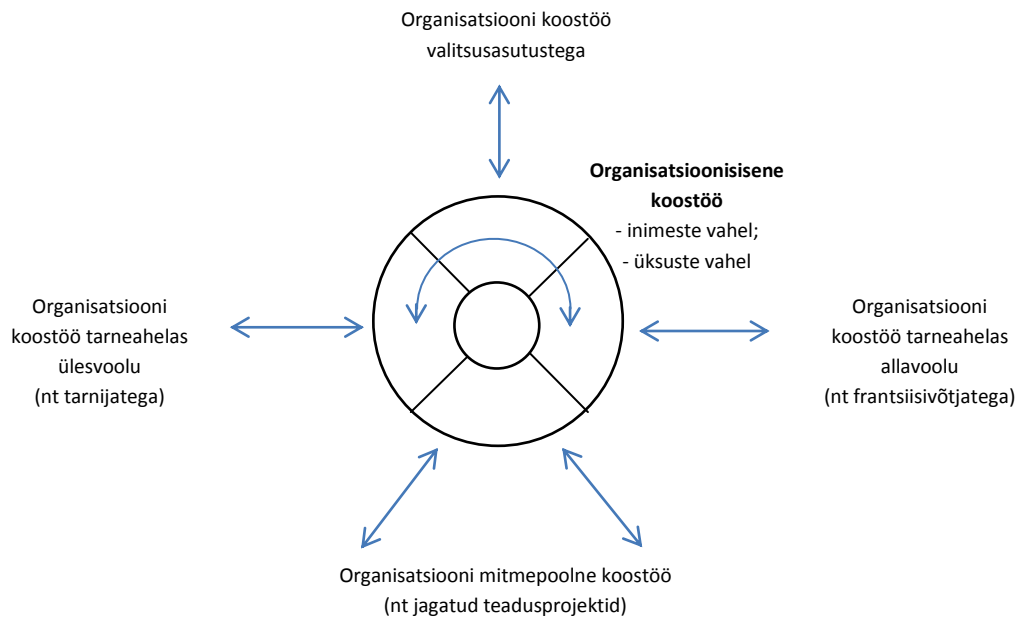 Organisatsiooni koostöö
valitsusasutustega
Organisatsioonisisene
koostöö
- inimeste vahel;
- üksuste vahel
Organisatsiooni
koostöö tarneahelas
ülesvoolu
(nt tarnijatega)
Organisatsiooni
koostöö tarneahelas
allavoolu
(nt frantsiisivõtjatega)
Organisatsiooni mitmepoolne koostöö
(nt jagatud teadusprojektid)